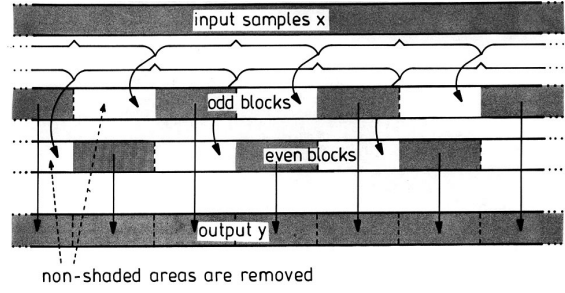 input samples x
odd blocks
even blocks
output y
non-shaded areas are removed